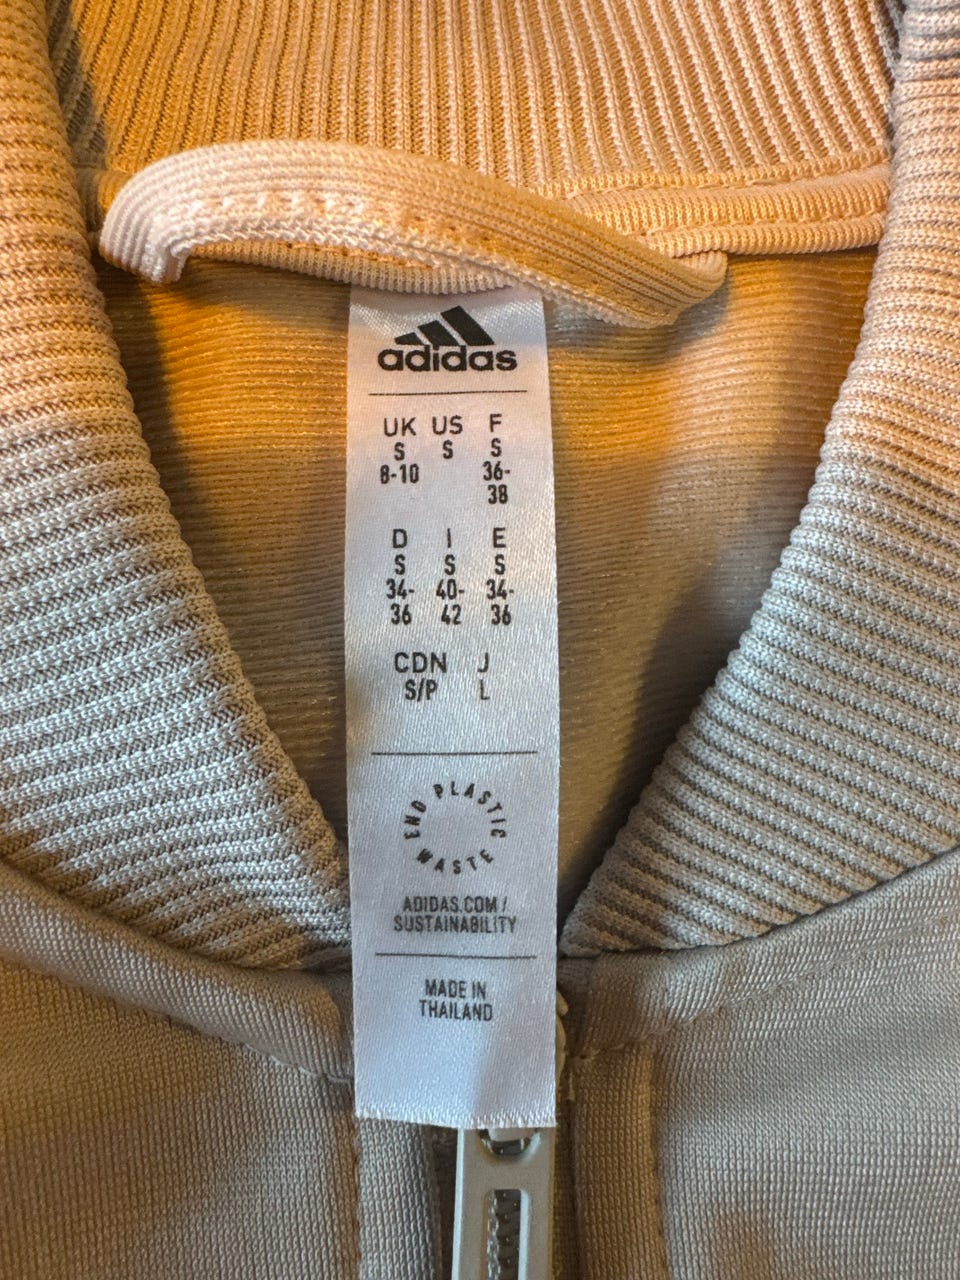 adidas
UK US F
S S S
8-10 36-
38
D I E
S S S
34- 40- 34-
36 42 36
CDN J
S/P L
END PLASTIC WASTE
ADIDAS.COM/
SUSTAINABILITY
MADE IN
THAILAND